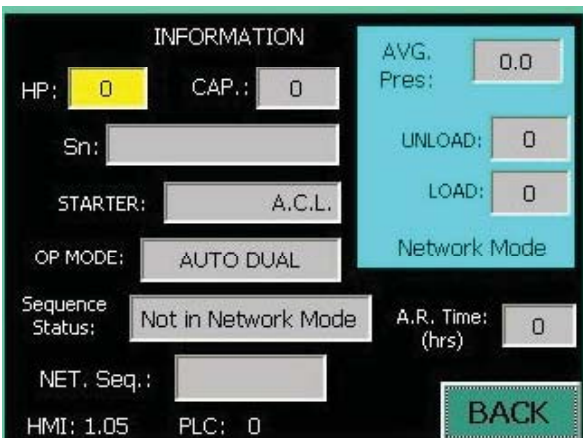 INFORMATION
HP: 0 CAP.: 0
Sn:
STARTER: A.C.L.
OP MODE: AUTO DUAL
Sequence Status: Not in Network Mode
NET. Seq.:
HMI: 1.05 PLC: 0
AVG. Pres: 0.0
UNLOAD: 0
LOAD: 0
Network Mode
A.R. Time: (hrs) 0
BACK